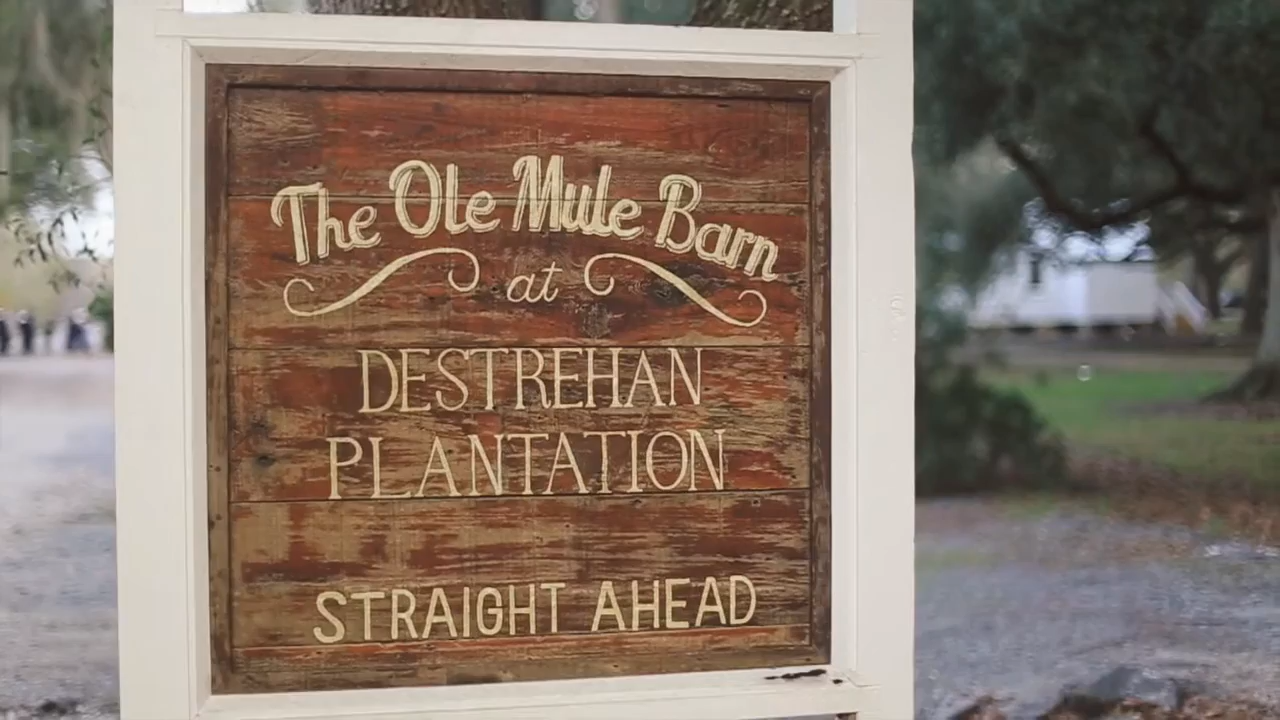 The Ole Mule Barn
at
DESTREHAN
PLANTATION
STRAIGHT AHEAD